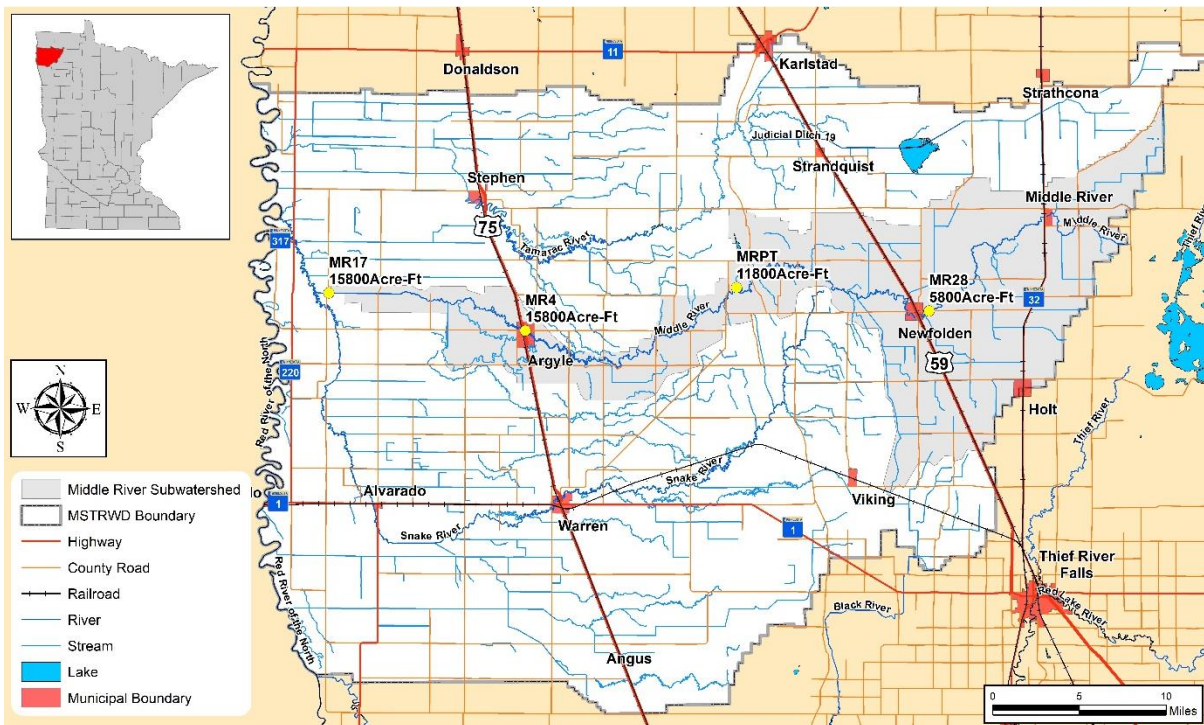 11
Karlstad
Donaldson
Strathcona
Judicial Ditch 19
Strandquist
Stephen
Middle River
Middle River
Thief River
75
Tamarac River
317
MR17
15800Acre-Ft
MRPT
11800Acre-Ft
MR28
5800Acre-Ft
32
MR4
15800Acre-Ft
Middle River
Newfolden
Argyle
59
N
W E
S
220
Red River of the North
Holt
Thief River
Snake River
Middle River Subwatershed
MSTRWD Boundary
Highway
County Road
Railroad
River
Stream
Lake
Municipal Boundary
1
Alvarado
Viking
Warren
Snake River
1
Thief River
Falls
Red Lake River
Black River
Red River of the North
Angus
0 5 10
Miles